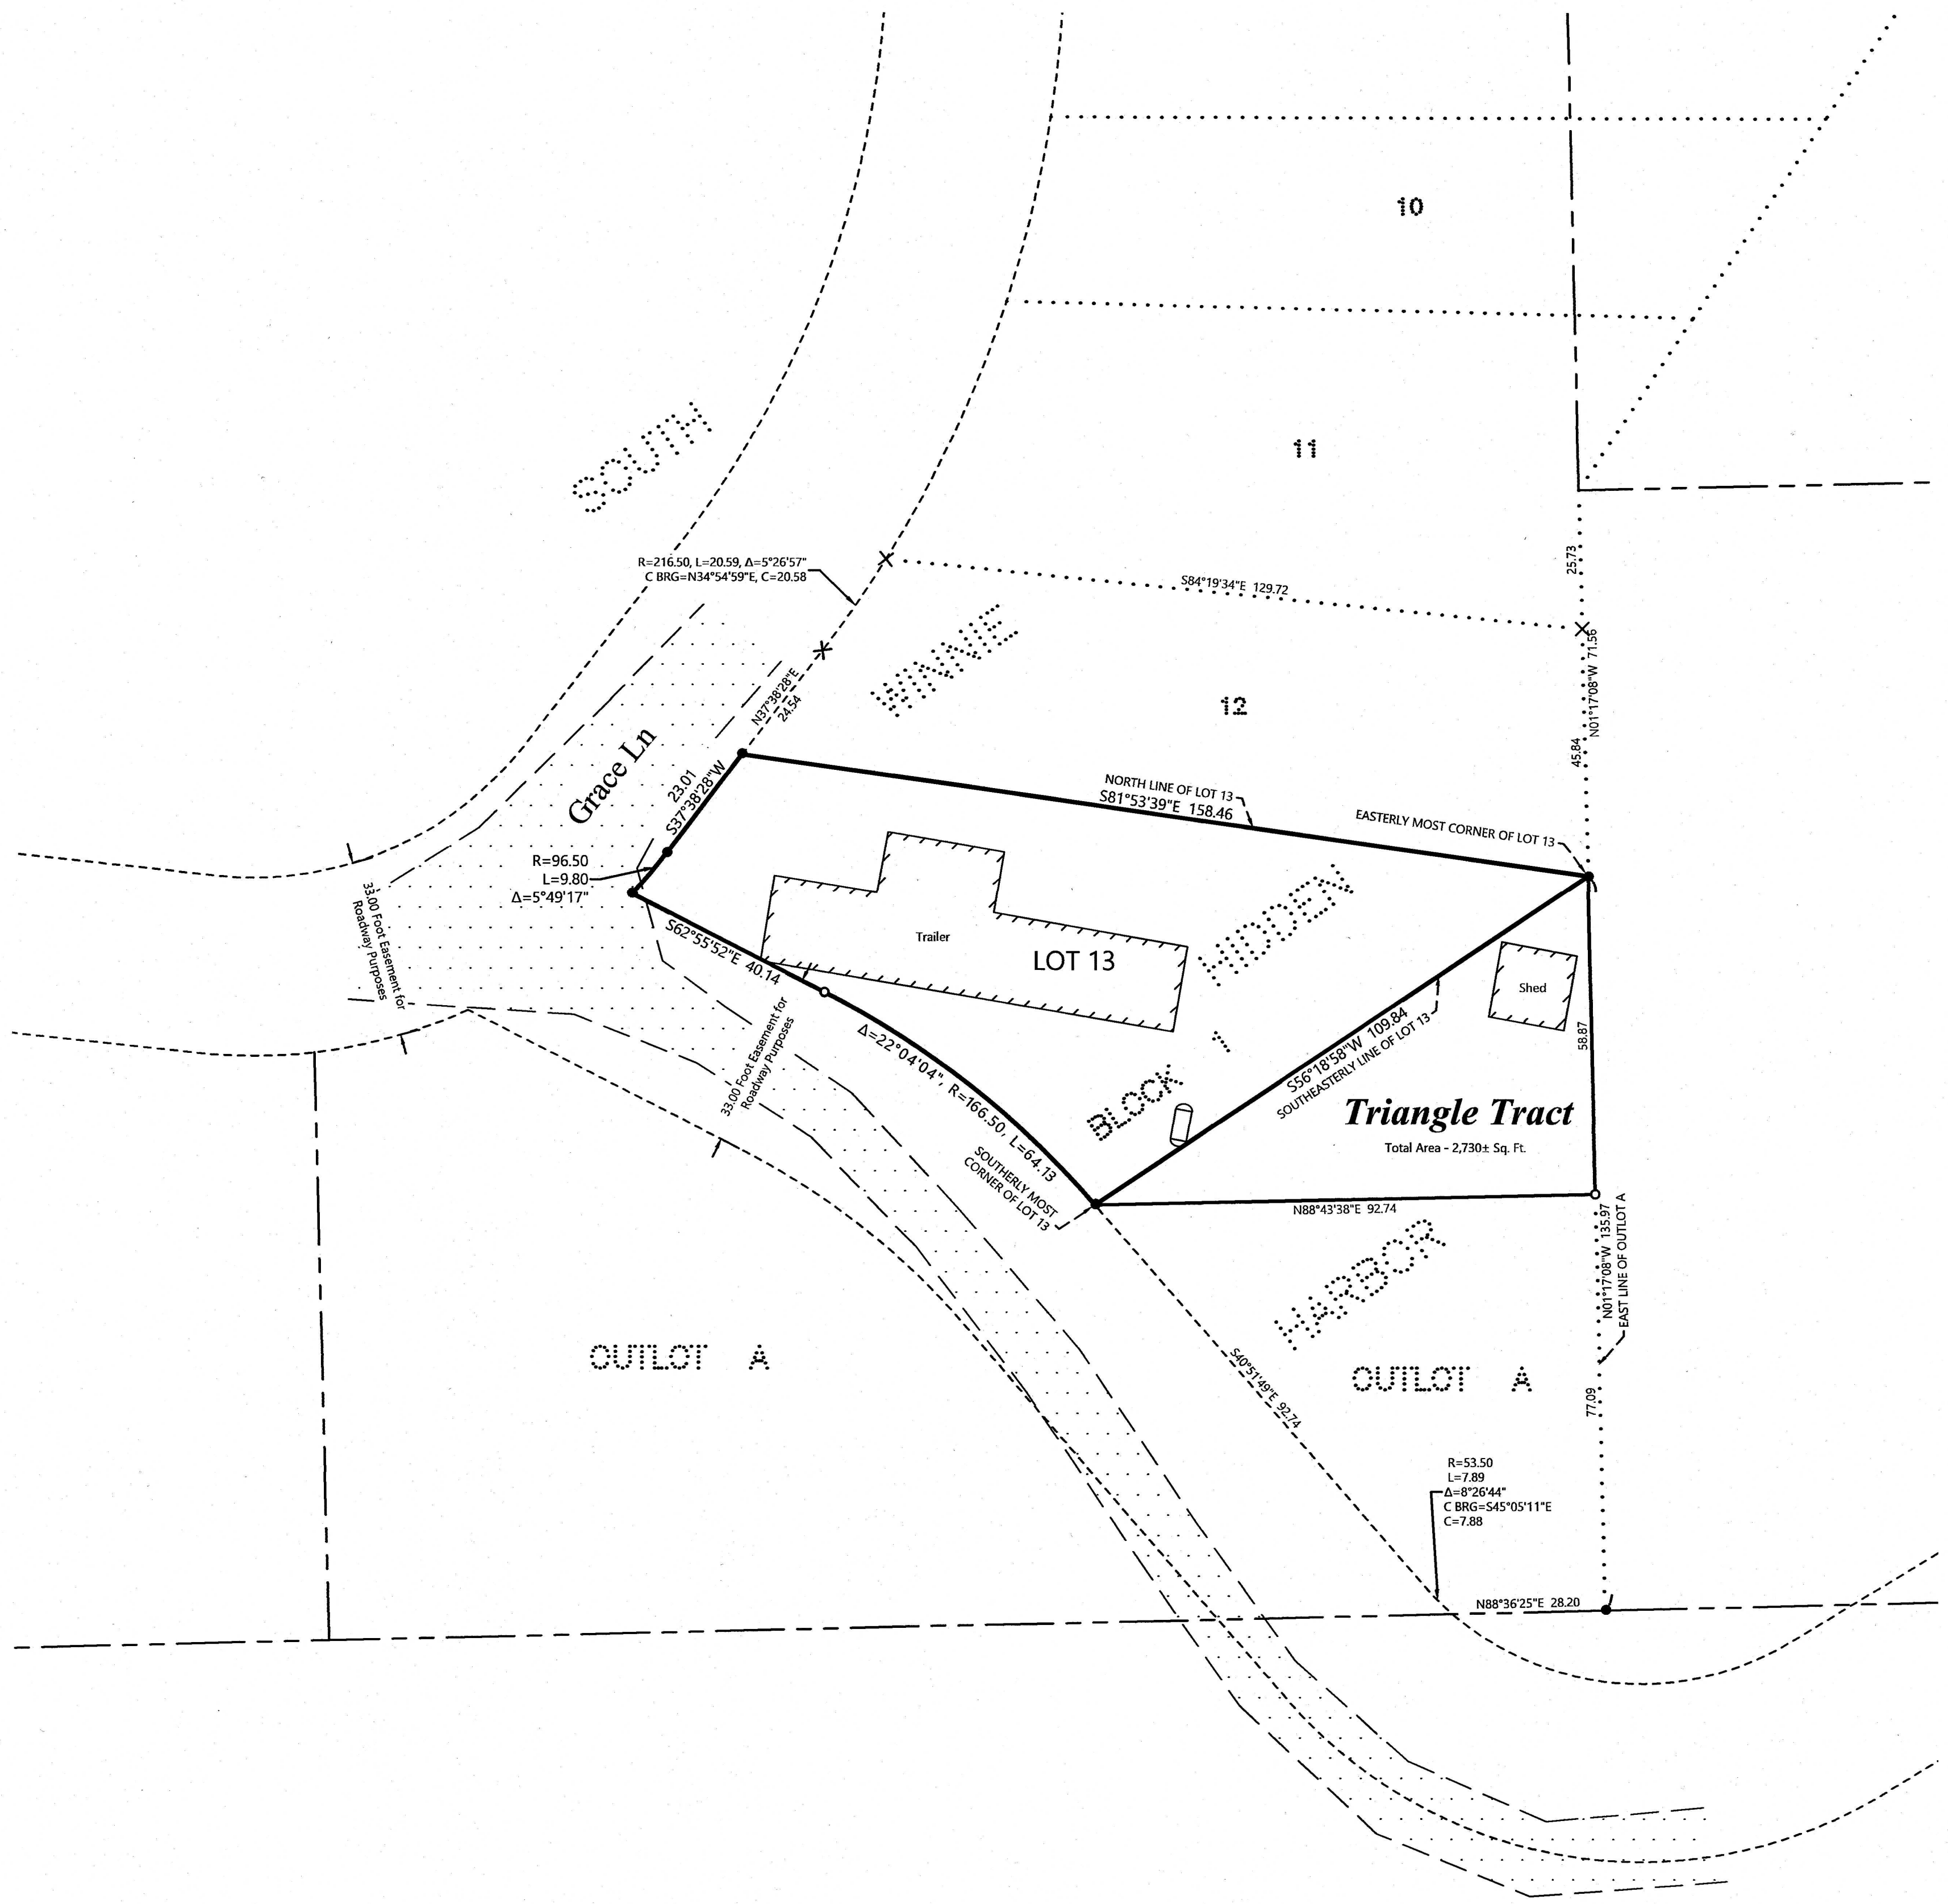 10
11
SOUTH
R=216.50, L=20.59, Δ=5°26'57"
C BRG=N34°54'59"E, C=20.58
S84°19'34"E 129.72
25.73
N01°17'08"W 71.56
45.84
WINNIE
N37°38'28"E
24.54
12
Grace Ln
23.01
S37°38'28"W
NORTH LINE OF LOT 13
S81°53'39"E 158.46
EASTERLY MOST CORNER OF LOT 13
R=96.50
L=9.80
Δ=5°49'17"
33.00 Foot Easement for
Roadway Purposes
S62°55'52"E 40.14
Trailer
LOT 13
HIDDEN
Shed
58.87
33.00 Foot Easement for
Roadway Purposes
Δ=22°04'04", R=166.50, L=64.13
BLOCK 1
S56°18'58"W 109.84
SOUTHEASTERLY LINE OF LOT 13
Triangle Tract
Total Area - 2,730± Sq. Ft.
SOUTHERLY MOST
CORNER OF LOT 13
N88°43'38"E 92.74
N01°17'08"W 135.97
EAST LINE OF OUTLOT A
HARBOR
OUTLOT A
S40°51'49"E 92.74
OUTLOT A
77.09
R=53.50
L=7.89
Δ=8°26'44"
C BRG=S45°05'11"E
C=7.88
N88°36'25"E 28.20